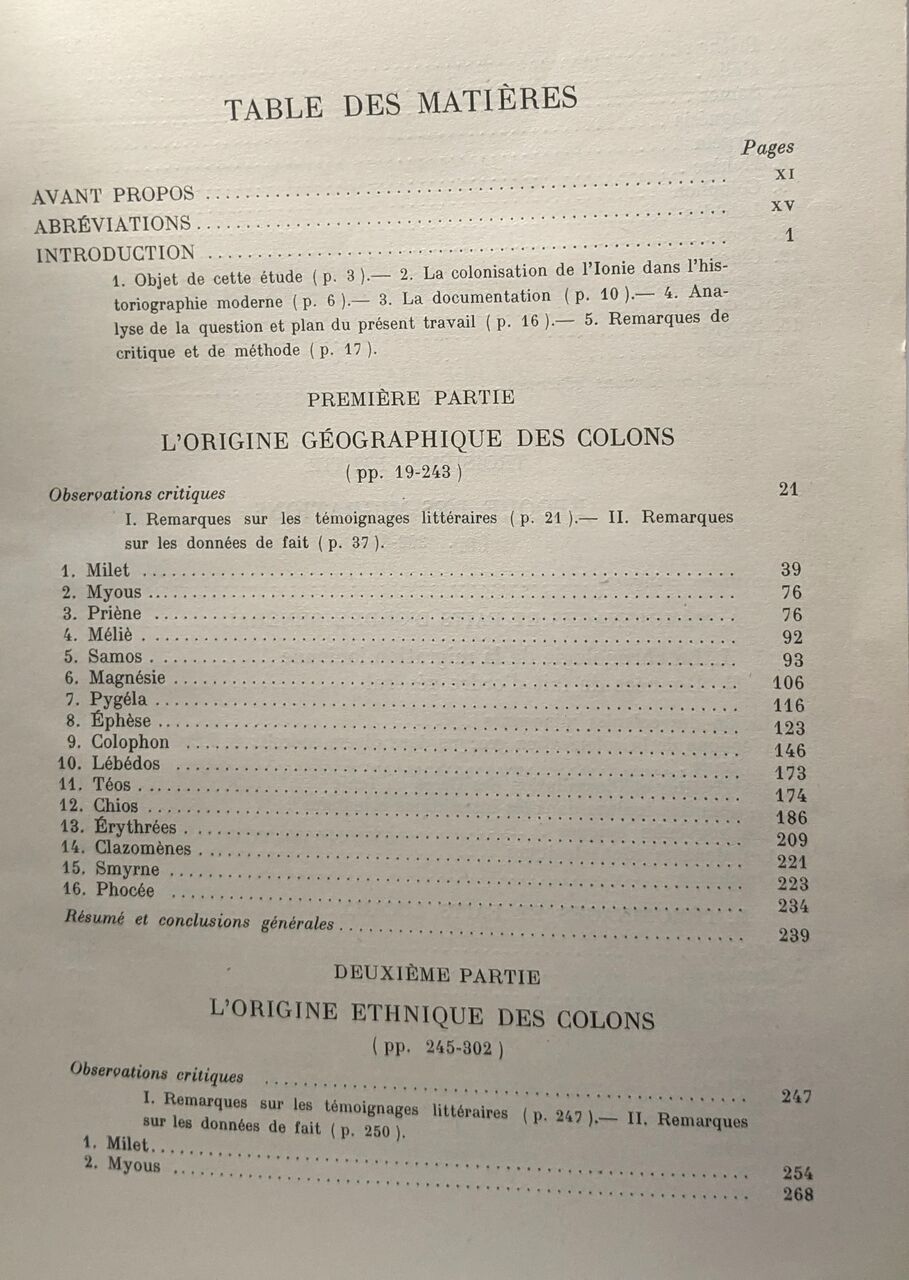 TABLE DES MATIÈRES
Pages
AVANT PROPOS ........................................ XI
ABRÉVIATIONS ........................................ XV
INTRODUCTION ........................................ 1
1. Objet de cette étude ( p. 3 ).— 2. La colonisation de l'Ionie dans l'his-
toriographie moderne ( p. 6 ).— 3. La documentation ( p. 10 ).— 4. Ana-
lyse de la question et plan du présent travail ( p. 16 ).— 5. Remarques de
critique et de méthode ( p. 17 ).
PREMIÈRE PARTIE
L'ORIGINE GÉOGRAPHIQUE DES COLONS
( pp. 19-243 )
Observations critiques 21
I. Remarques sur les témoignages littéraires ( p. 21 ).— II. Remarques
sur les données de fait ( p. 37 ).
1. Milet ........................................ 39
2. Myous ........................................ 76
3. Priène ........................................ 76
4. Méliè ........................................ 92
5. Samos ........................................ 93
6. Magnésie ........................................ 106
7. Pygéla ........................................ 116
8. Éphèse ........................................ 123
9. Colophon ........................................ 146
10. Lébédos ........................................ 173
11. Téos ........................................ 174
12. Chios ........................................ 186
13. Érythrées ........................................ 209
14. Clazomènes ........................................ 221
15. Smyrne ........................................ 223
16. Phocée ........................................ 234
Résumé et conclusions générales ........................................ 239
DEUXIÈME PARTIE
L'ORIGINE ETHNIQUE DES COLONS
( pp. 245-302 )
Observations critiques ........................................ 247
I. Remarques sur les témoignages littéraires ( p. 247 ).— II. Remarques
sur les données de fait ( p. 250 ).
1. Milet ........................................ 254
2. Myous ........................................ 268